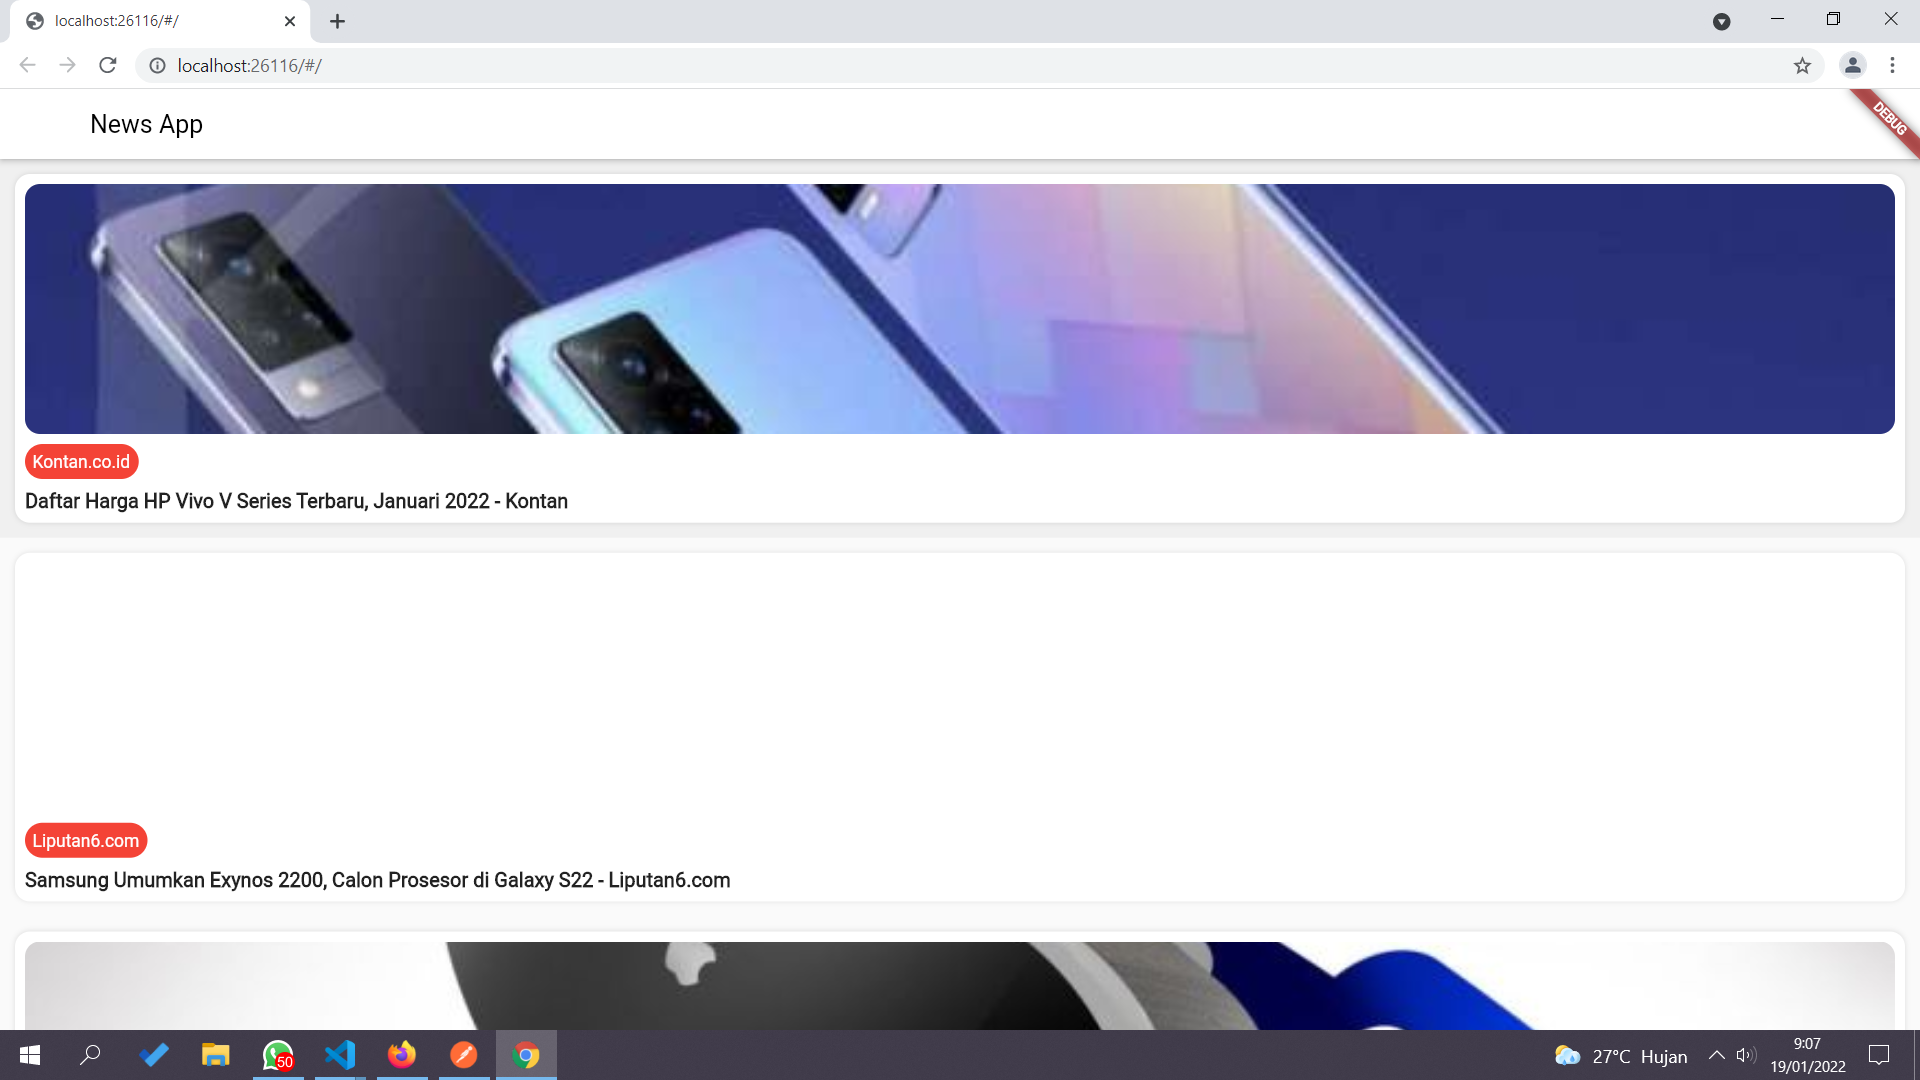 localhost:26116/#/
localhost:26116/#/
News App
DEBUG
Kontan.co.id
Daftar Harga HP Vivo V Series Terbaru, Januari 2022 - Kontan
Liputan6.com
Samsung Umumkan Exynos 2200, Calon Prosesor di Galaxy S22 - Liputan6.com
50
27°C Hujan
9:07
19/01/2022